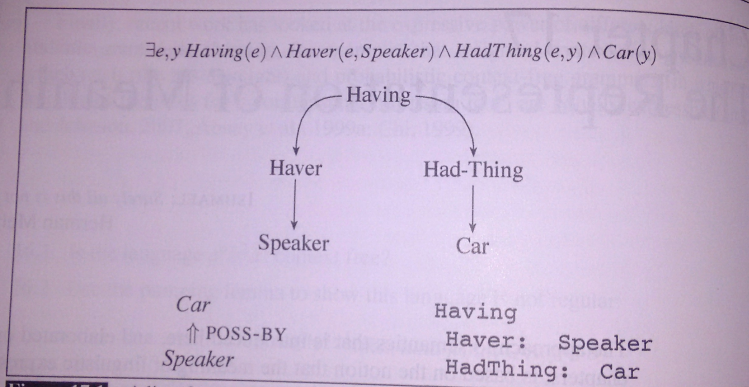 ∃e,y Having(e) ∧ Haver(e,Speaker) ∧ HadThing(e,y) ∧ Car(y)
Having
Haver Had-Thing
Speaker Car
Car
⇑ POSS-BY
Speaker
Having
Haver: Speaker
HadThing: Car